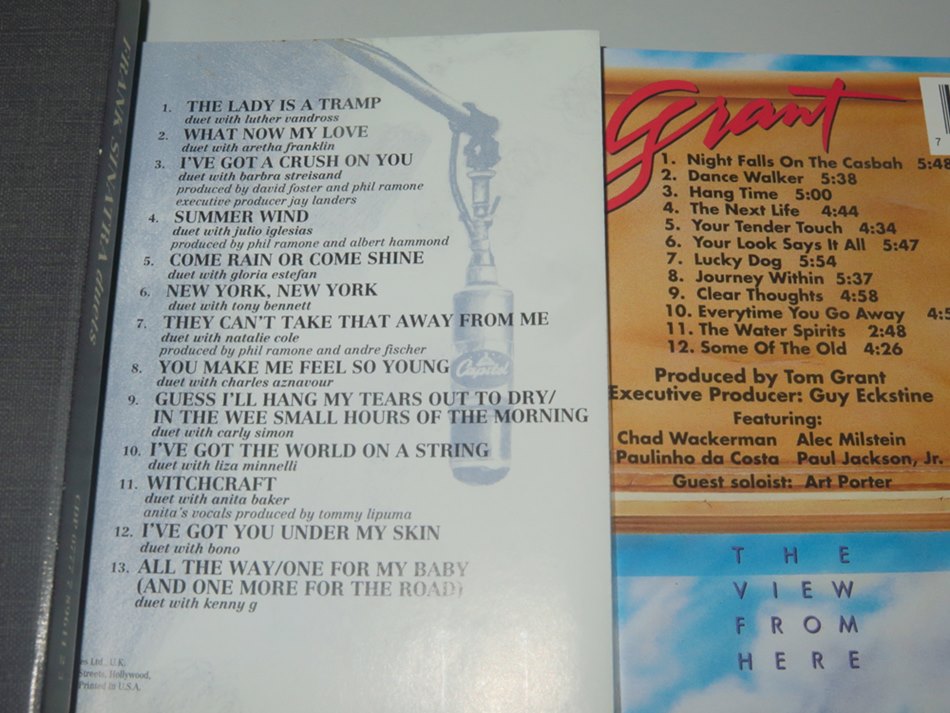 FRANK SINATRA duets
1. THE LADY IS A TRAMP
duet with luther vandross
2. WHAT NOW MY LOVE
duet with aretha franklin
3. I'VE GOT A CRUSH ON YOU
duet with barbra streisand
produced by david foster and phil ramone
executive producer jay landers
4. SUMMER WIND
duet with julio iglesias
produced by phil ramone and albert hammond
5. COME RAIN OR COME SHINE
duet with gloria estefan
6. NEW YORK, NEW YORK
duet with tony bennett
7. THEY CAN'T TAKE THAT AWAY FROM ME
duet with natalie cole
produced by phil ramone and andre fischer
8. YOU MAKE ME FEEL SO YOUNG
duet with charles aznavour
9. GUESS I'LL HANG MY TEARS OUT TO DRY/
IN THE WEE SMALL HOURS OF THE MORNING
duet with carly simon
10. I'VE GOT THE WORLD ON A STRING
duet with liza minnelli
11. WITCHCRAFT
duet with anita baker
anita's vocals produced by tommy lipuma
12. I'VE GOT YOU UNDER MY SKIN
duet with bono
13. ALL THE WAY/ONE FOR MY BABY
(AND ONE MORE FOR THE ROAD)
duet with kenny g
Capitol
es Ltd., U.K.
Streets, Hollywood,
Printed in U.S.A.
Grant
7
1. Night Falls On The Casbah 5:48
2. Dance Walker 5:38
3. Hang Time 5:00
4. The Next Life 4:44
5. Your Tender Touch 4:34
6. Your Look Says It All 5:47
7. Lucky Dog 5:54
8. Journey Within 5:37
9. Clear Thoughts 4:58
10. Everytime You Go Away 4:5
11. The Water Spirits 2:48
12. Some Of The Old 4:26
Produced by Tom Grant
Executive Producer: Guy Eckstine
Featuring:
Chad Wackerman Alec Milstein
Paulinho da Costa Paul Jackson, Jr.
Guest soloist: Art Porter
THE
VIEW
FROM
HERE